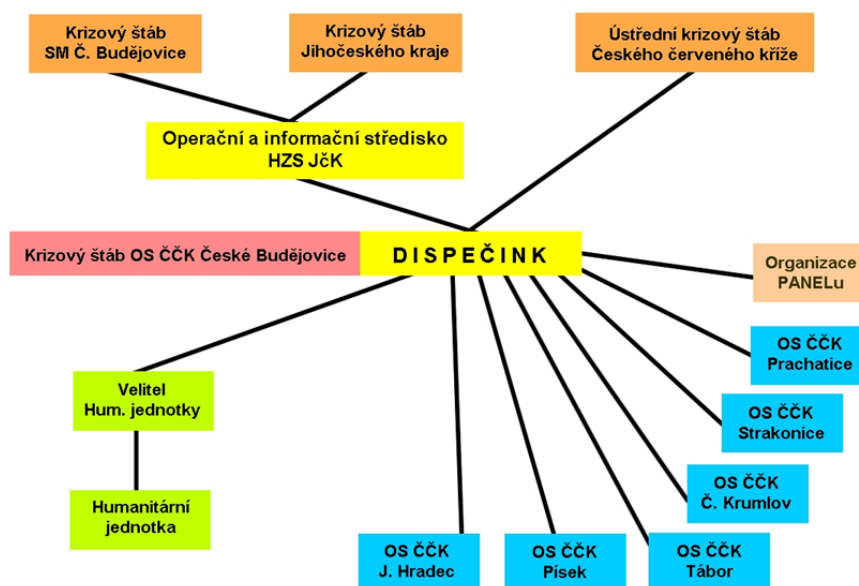 Krizový štáb
SM Č. Budějovice
Krizový štáb
Jihočeského kraje
Ústřední krizový štáb
Českého červeného kříže
Operační a informační středisko
HZS JčK
Krizový štáb OS ČČK České Budějovice
DISPEČINK
Organizace
PANELu
OS ČČK
Prachatice
Velitel
Hum. jednotky
OS ČČK
Strakonice
OS ČČK
Č. Krumlov
Humanitární
jednotka
OS ČČK
J. Hradec
OS ČČK
Písek
OS ČČK
Tábor